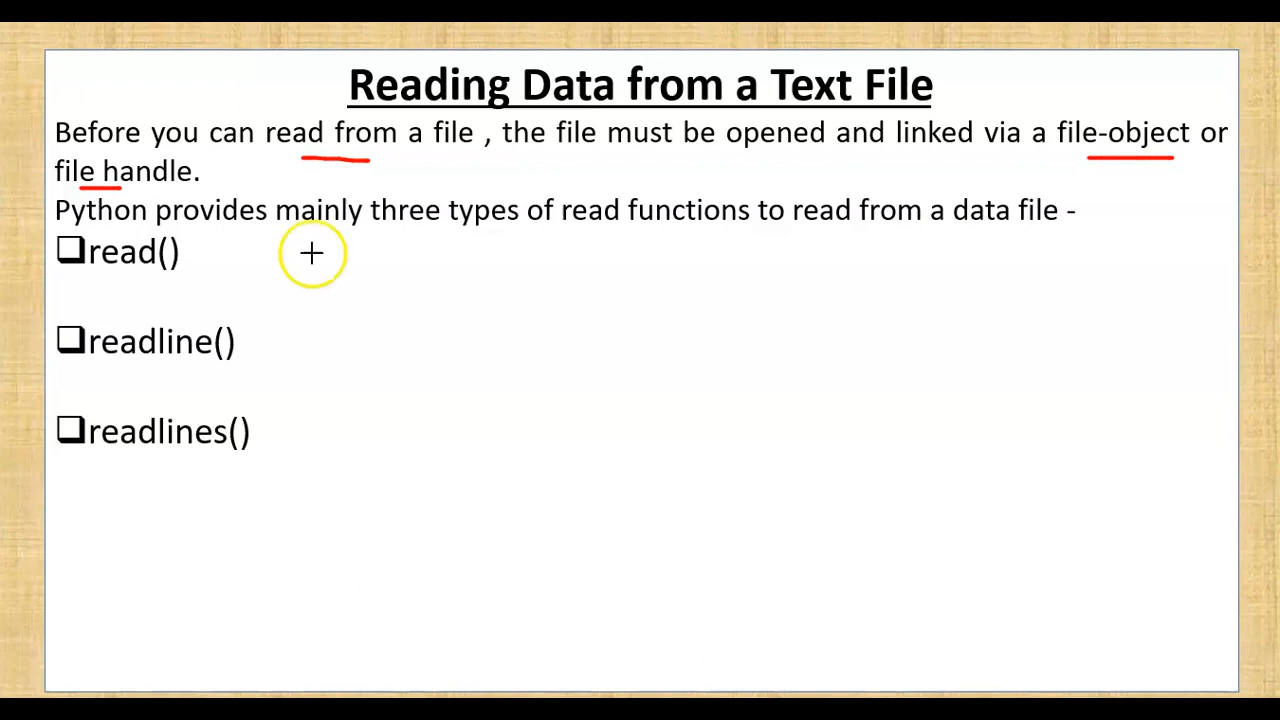 Reading Data from a Text File
Before you can read from a file , the file must be opened and linked via a file-object or
file handle.
Python provides mainly three types of read functions to read from a data file -
❑read()
❑readline()
❑readlines()